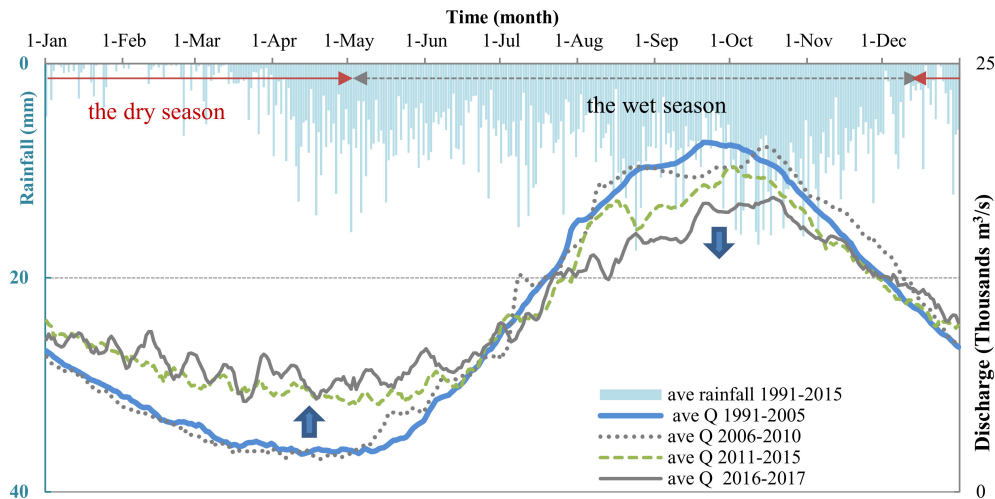 Time (month)
1-Jan 1-Feb 1-Mar 1-Apr 1-May 1-Jun 1-Jul 1-Aug 1-Sep 1-Oct 1-Nov 1-Dec
0
20
40
Rainfall (mm)
25
0
Discharge (Thousands m³/s)
the dry season
the wet season
ave rainfall 1991-2015
ave Q 1991-2005
ave Q 2006-2010
ave Q 2011-2015
ave Q 2016-2017